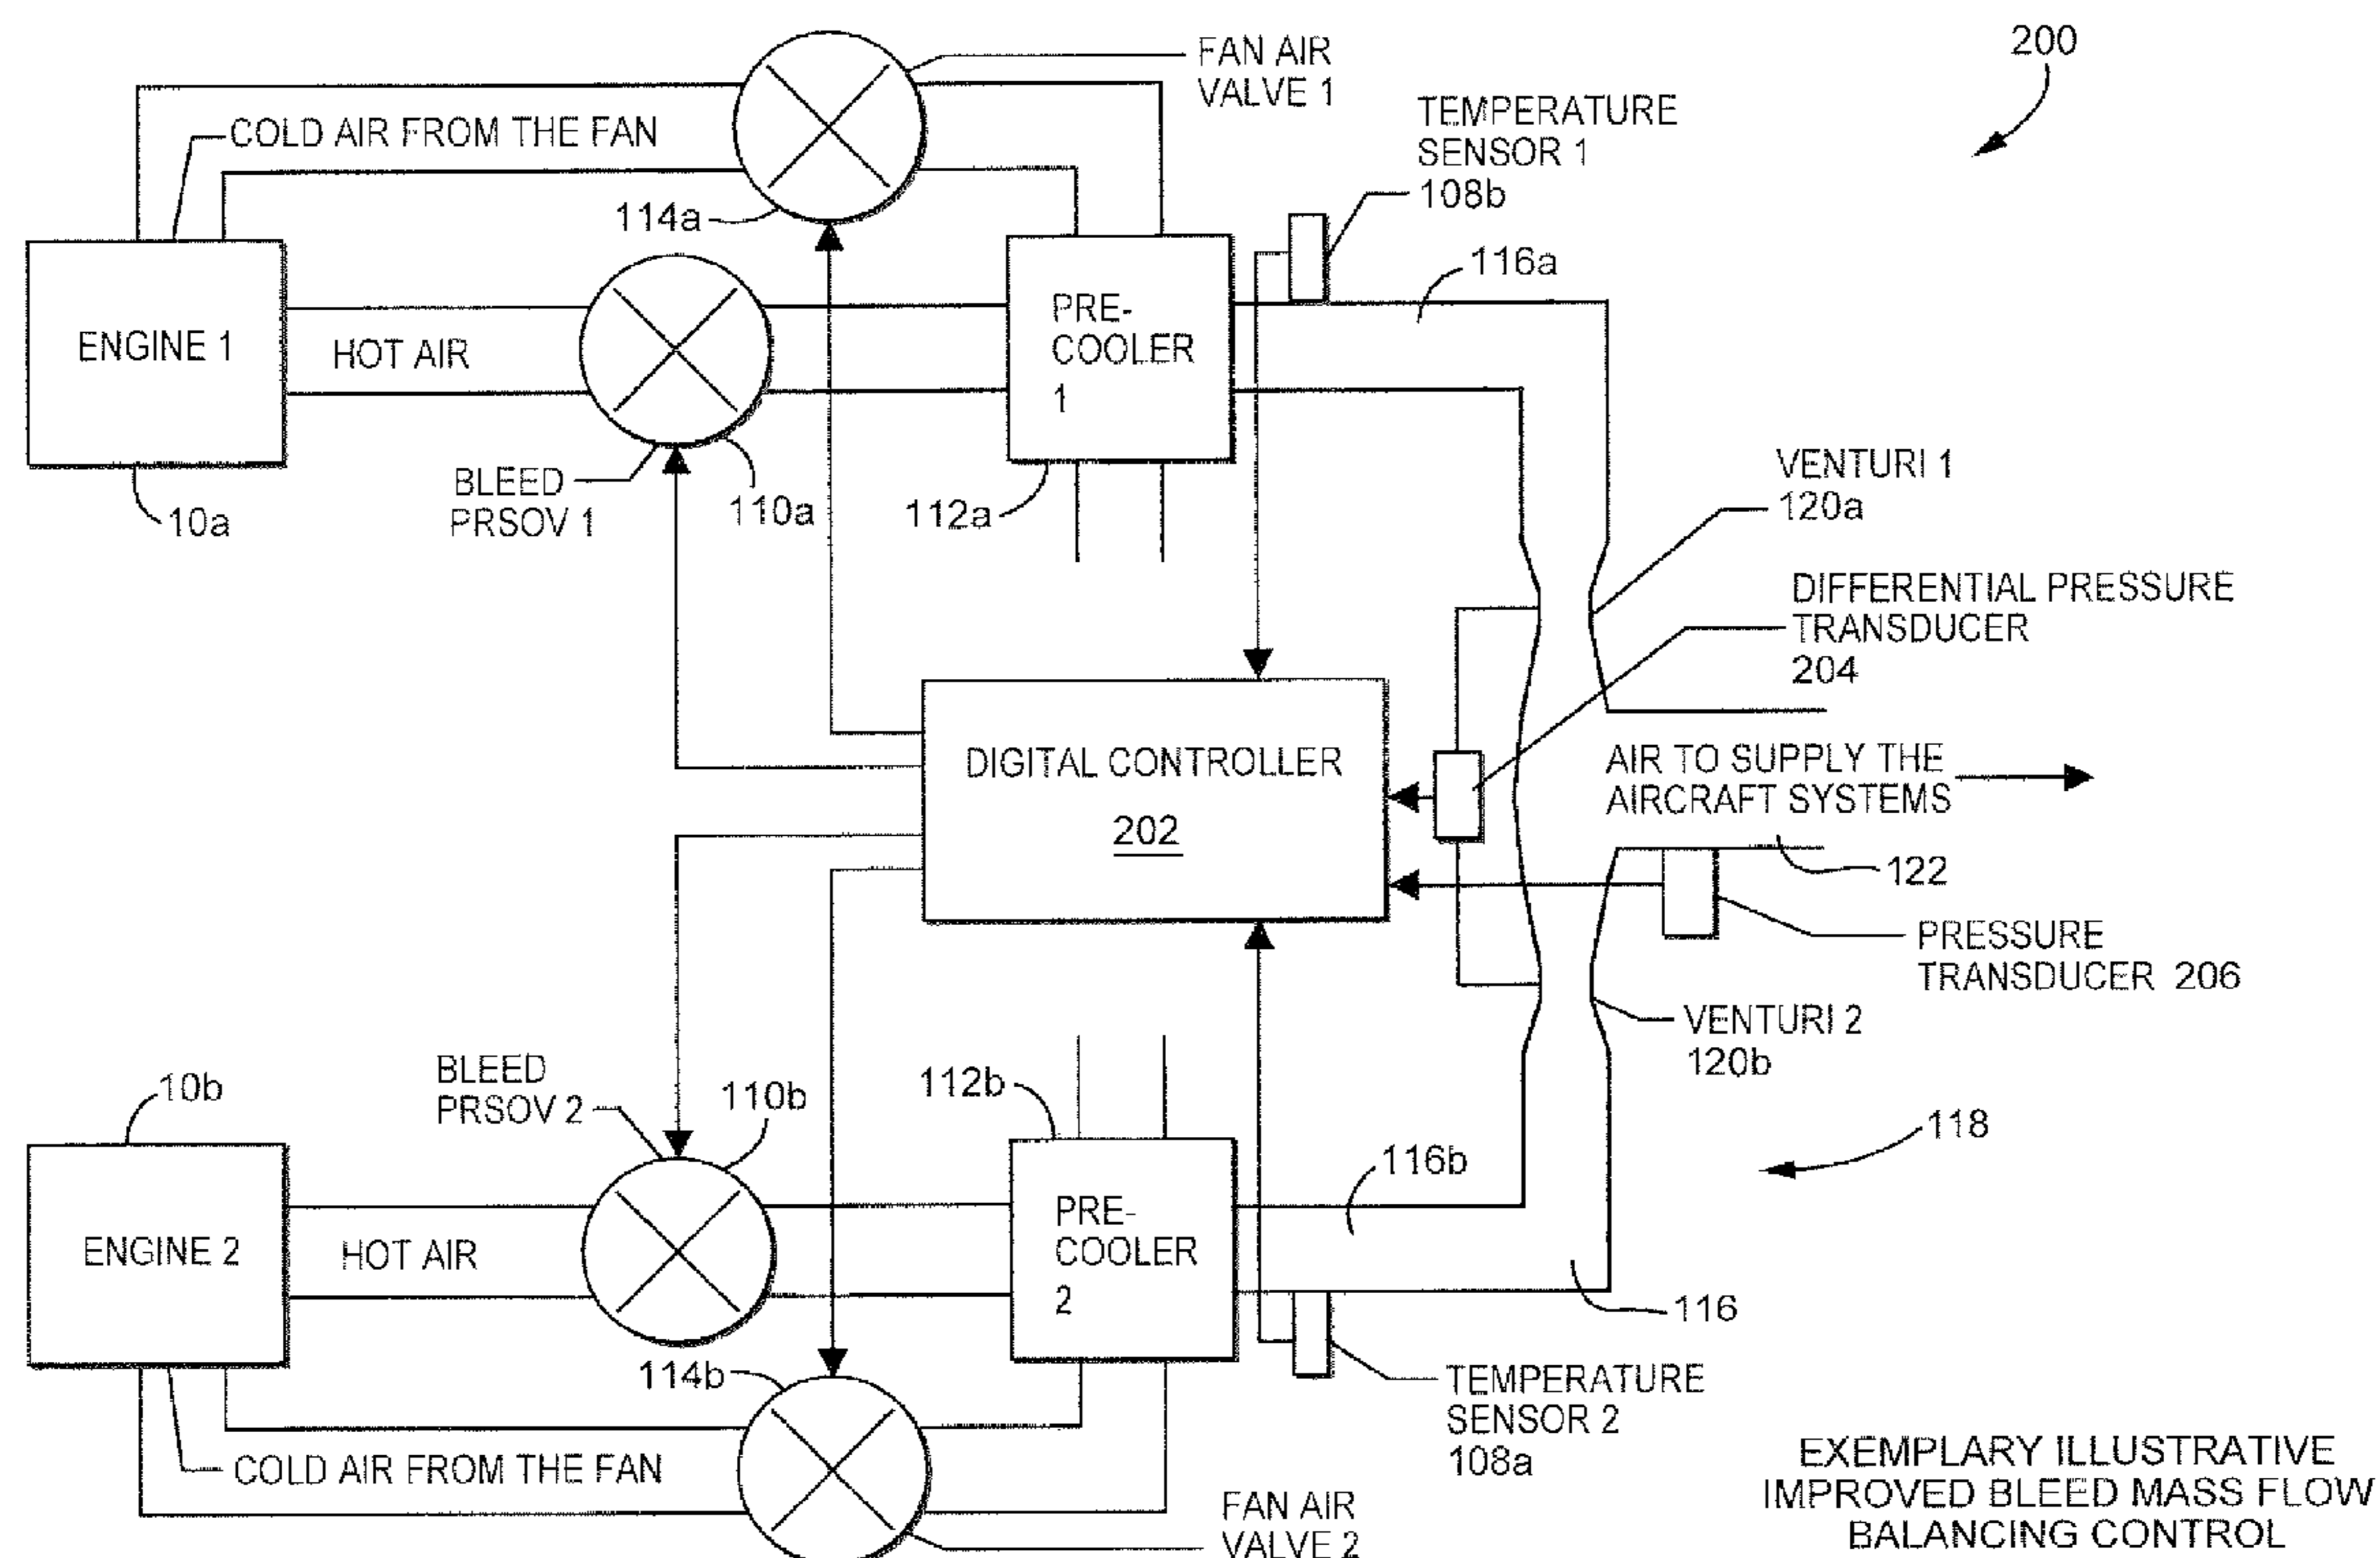 200
FAN AIR
VALVE 1
TEMPERATURE
SENSOR 1
108b
COLD AIR FROM THE FAN
114a
116a
ENGINE 1
HOT AIR
PRE-
COOLER
1
10a
BLEED
PRSOV 1
110a
112a
VENTURI 1
120a
DIFFERENTIAL PRESSURE
TRANSDUCER
204
DIGITAL CONTROLLER
202
AIR TO SUPPLY THE
AIRCRAFT SYSTEMS
122
PRESSURE
TRANSDUCER 206
VENTURI 2
120b
10b
BLEED
PRSOV 2
110b
112b
118
116b
ENGINE 2
HOT AIR
PRE-
COOLER
2
116
114b
TEMPERATURE
SENSOR 2
108a
COLD AIR FROM THE FAN
FAN AIR
VALVE 2
EXEMPLARY ILLUSTRATIVE
IMPROVED BLEED MASS FLOW
BALANCING CONTROL